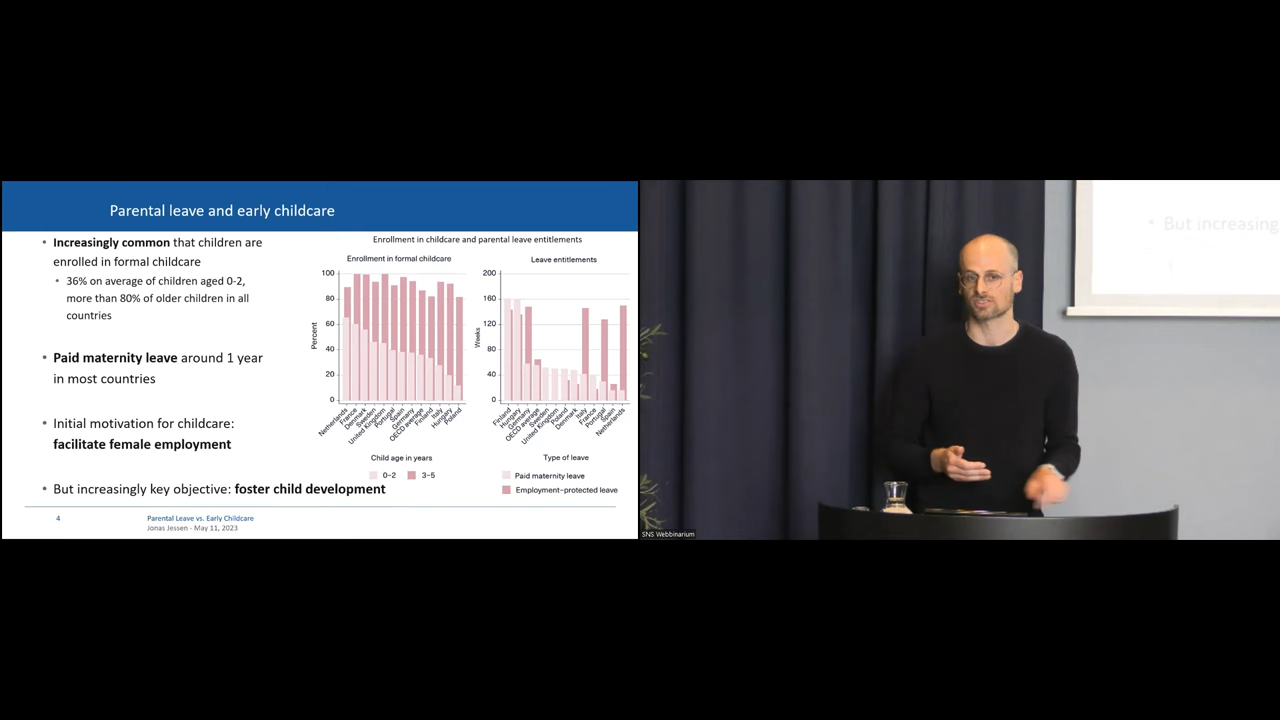 Parental leave and early childcare
• Increasingly common that children are
enrolled in formal childcare
• 36% on average of children aged 0-2,
more than 80% of older children in all
countries
• Paid maternity leave around 1 year
in most countries
• Initial motivation for childcare:
facilitate female employment
• But increasingly key objective: foster child development
Enrollment in childcare and parental leave entitlements
Enrollment in formal childcare
Percent
100
80
60
40
20
0
Netherlands
France
Denmark
Sweden
United Kingdom
Portugal
Spain
Germany
OECD average
Finland
Italy
Hungary
Poland
Child age in years
0-2
3-5
Leave entitlements
Weeks
200
160
120
80
40
0
Finland
Hungary
Germany
OECD average
Sweden
United Kingdom
Poland
Denmark
Italy
France
Portugal
Spain
Netherlands
Type of leave
Paid maternity leave
Employment-protected leave
4
Parental Leave vs. Early Childcare
Jonas Jessen - May 11, 2023
• But increasing
SNS Webbinarium